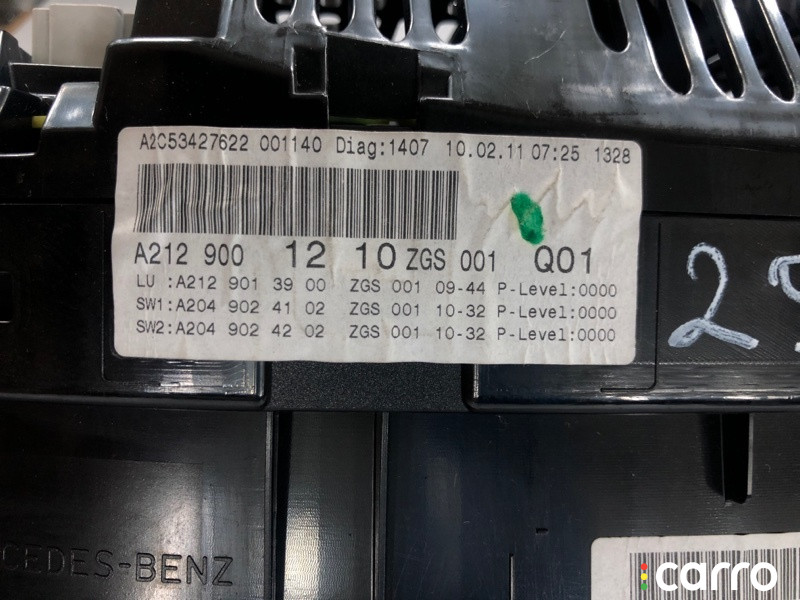 A2C53427622 001140 Diag:1407 10.02.11 07:25 1328
A212 900 12 10 ZGS 001 Q01
LU :A212 901 39 00 ZGS 001 09-44 P-Level:0000
SW1:A204 902 41 02 ZGS 001 10-32 P-Level:0000
SW2:A204 902 42 02 ZGS 001 10-32 P-Level:0000
CEDES-BENZ
carro